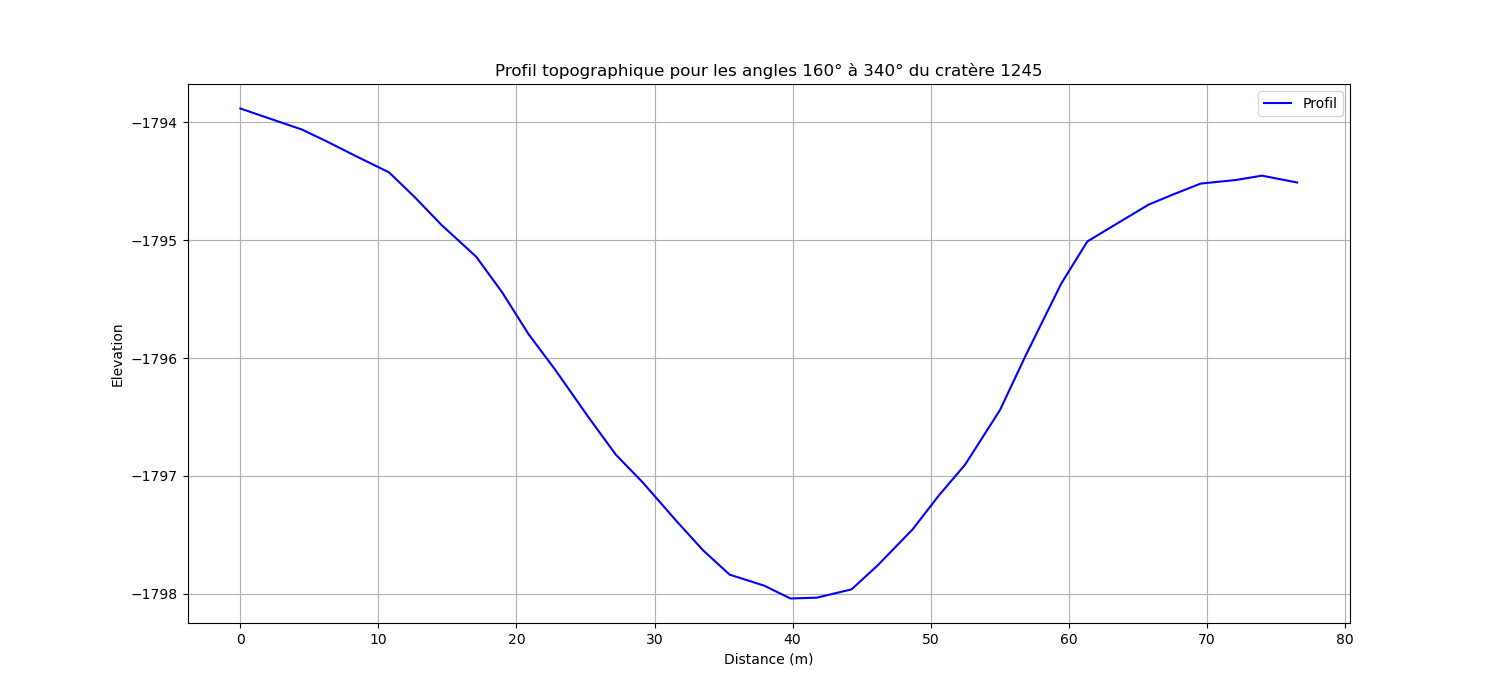 Profil topographique pour les angles 160° à 340° du cratère 1245
Profil
−1794
−1795
−1796
−1797
−1798
Elevation
0 10 20 30 40 50 60 70 80
Distance (m)